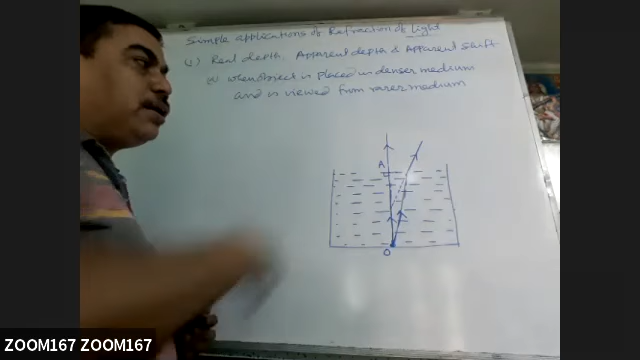 Simple applications of Refraction of Light
(1) Real depth, Apparent depth & Apparent shift
(a) when object is placed in denser medium
and is viewed from rarer medium
A
O
ZOOM167 ZOOM167